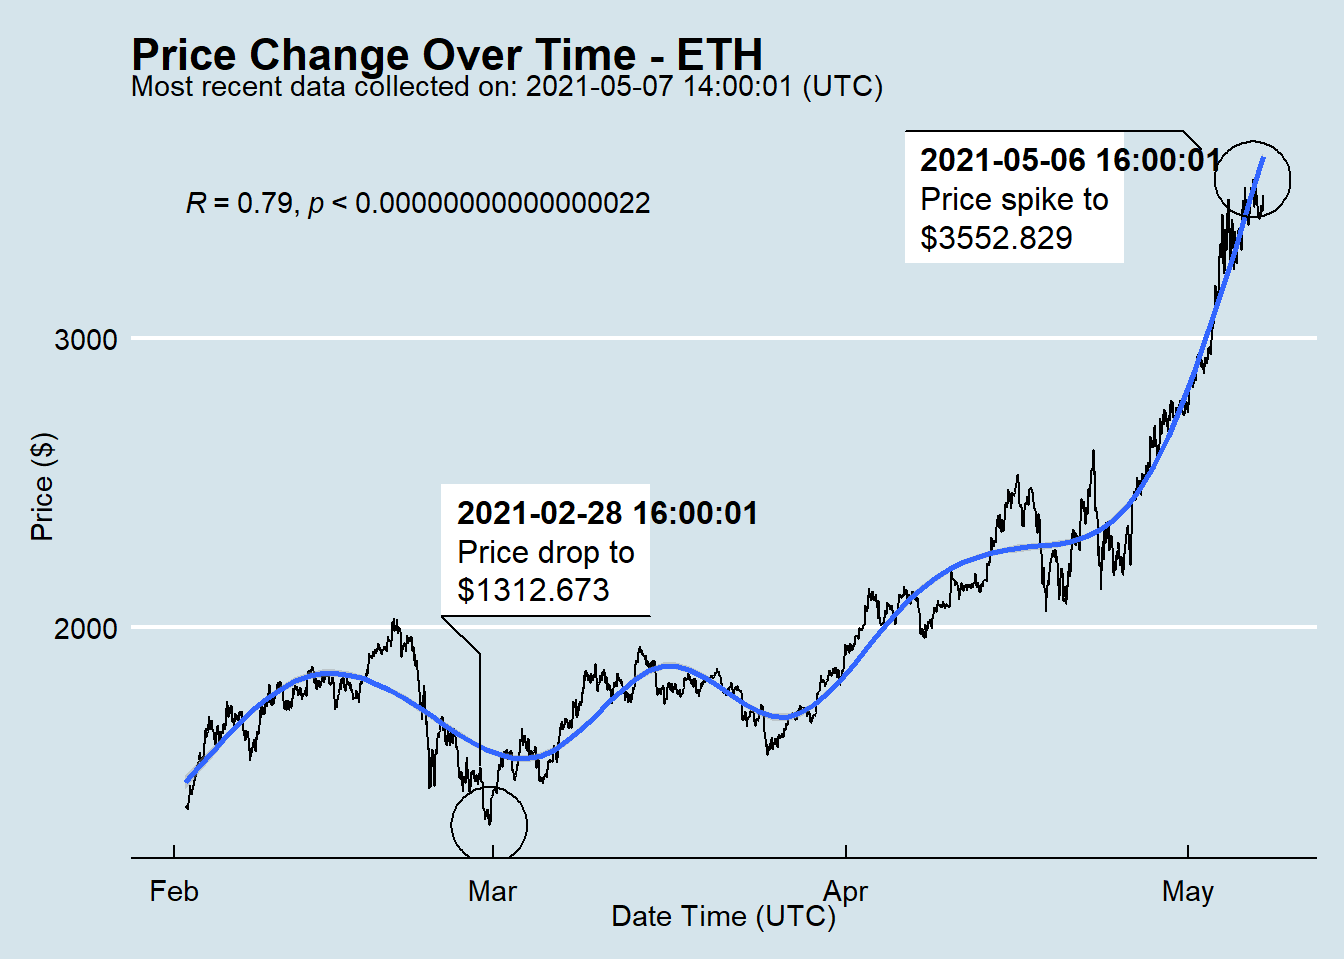 Price Change Over Time - ETH
Most recent data collected on: 2021-05-07 14:00:01 (UTC)
2021-05-06 16:00:01
Price spike to
$3552.829
R = 0.79, p < 0.00000000000000022
3000
Price ($)
2021-02-28 16:00:01
Price drop to
$1312.673
2000
Feb Mar Apr May
Date Time (UTC)